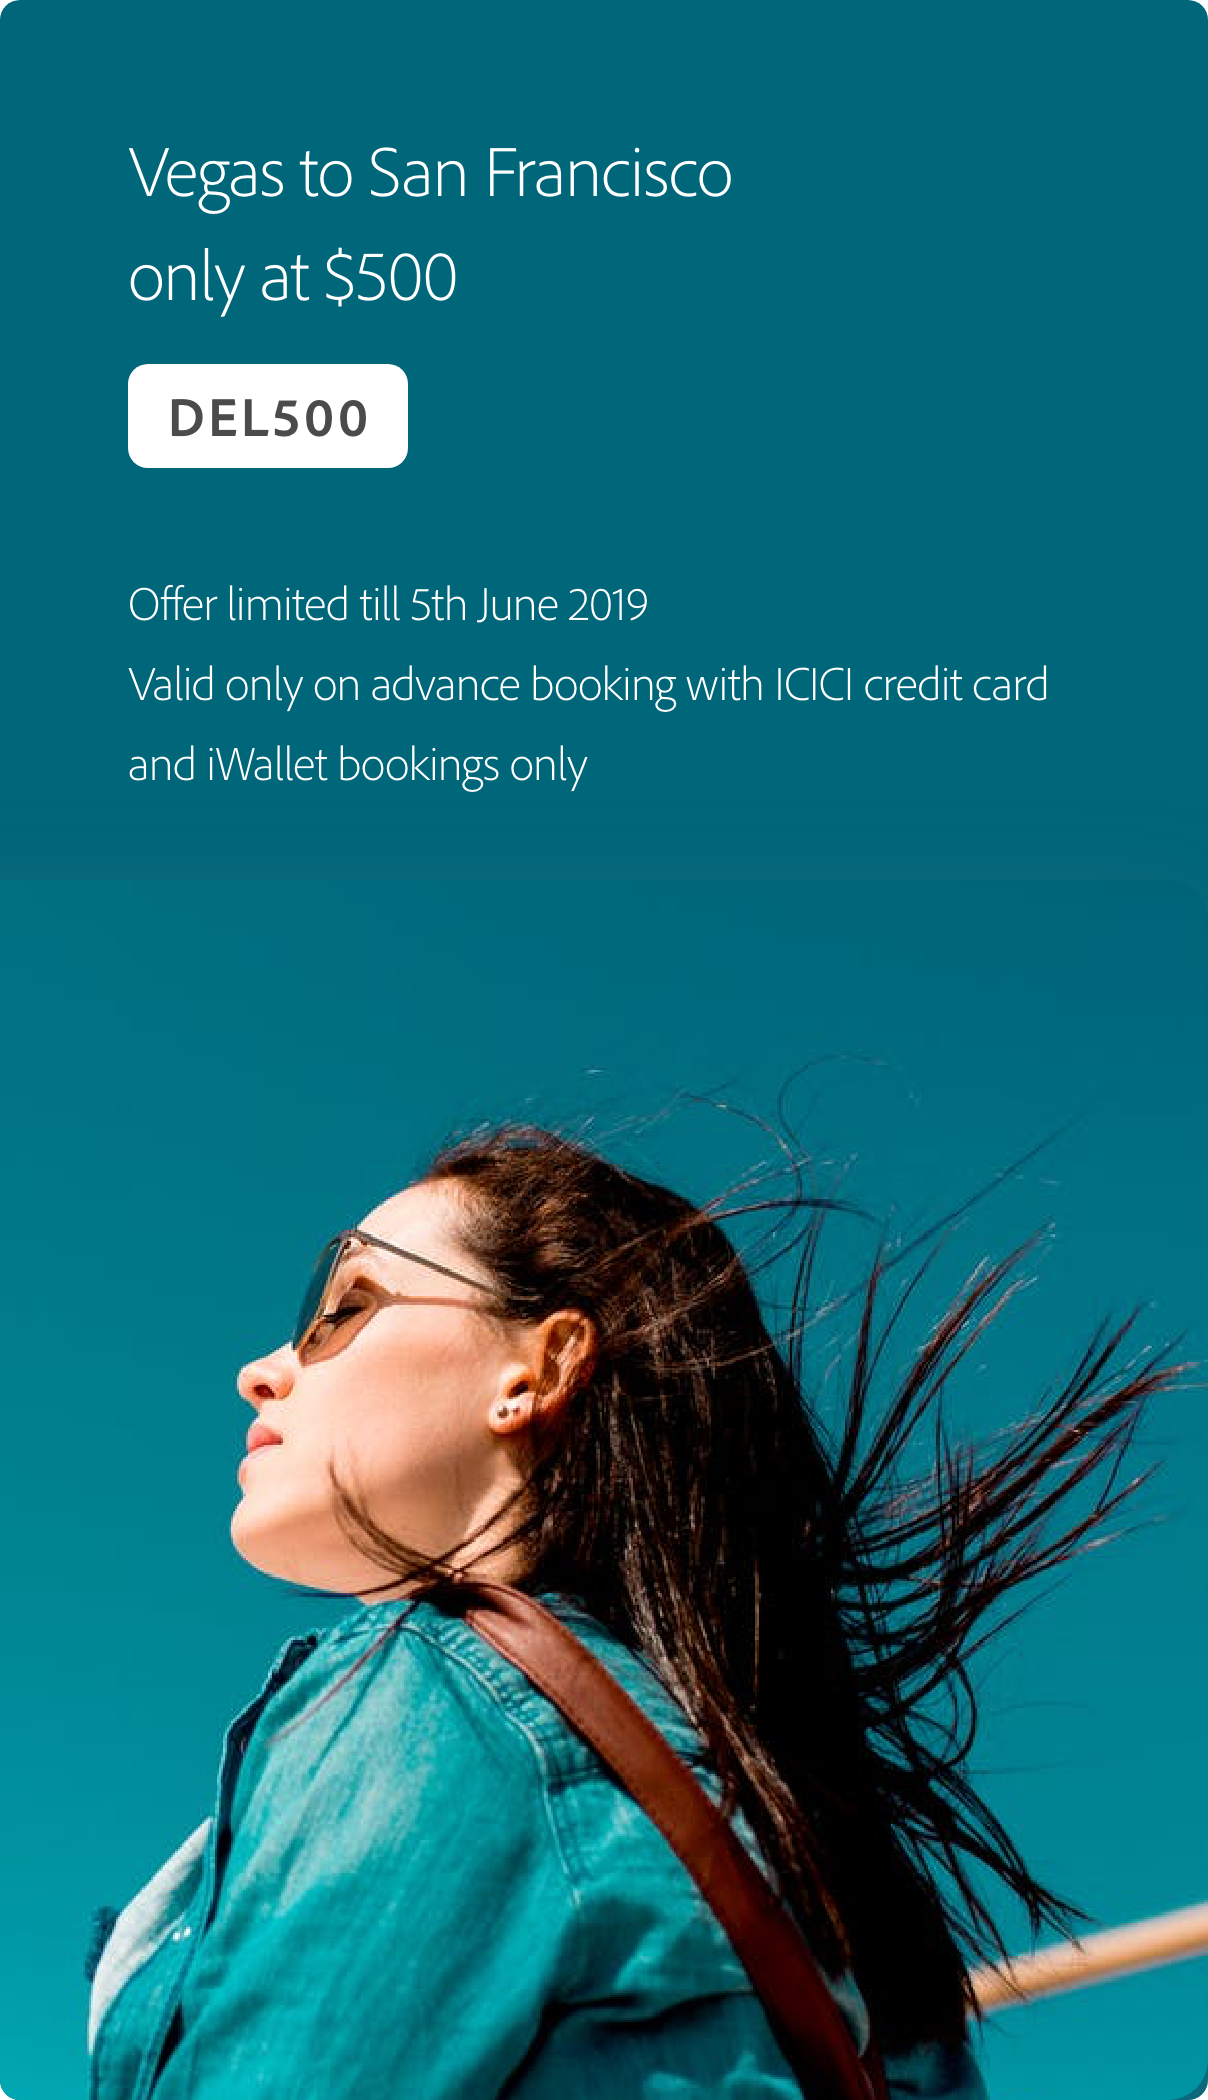 Vegas to San Francisco
only at $500
DEL500
Offer limited till 5th June 2019
Valid only on advance booking with ICICI credit card
and iWallet bookings only